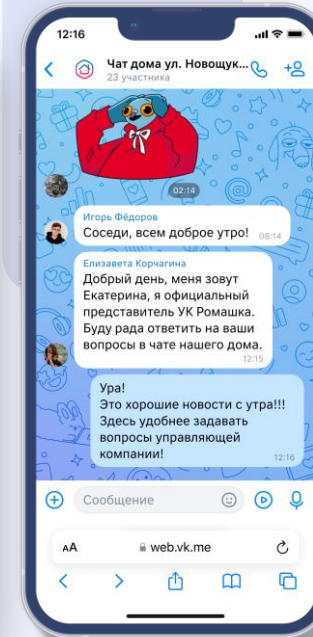 12:16
Чат дома ул. Новощук...
23 участника
02:14
Игорь Фёдоров
Соседи, всем доброе утро! 08:14
Елизавета Корчагина
Добрый день, меня зовут
Екатерина, я официальный
представитель УК Ромашка.
Буду рада ответить на ваши
вопросы в чате нашего дома.
12:15
Ура!
Это хорошие новости с утра!!!
Здесь удобнее задавать
вопросы управляющей
компании! 12:16
Сообщение
АА web.vk.me